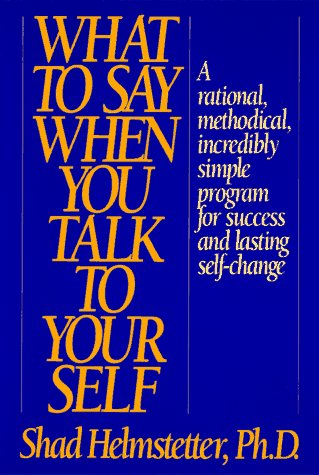 WHAT
TO SAY
WHEN
YOU
TALK
TO
YOUR
SELF
A
rational,
methodical,
incredibly
simple
program
for success
and lasting
self-change
Shad Helmstetter, Ph.D.